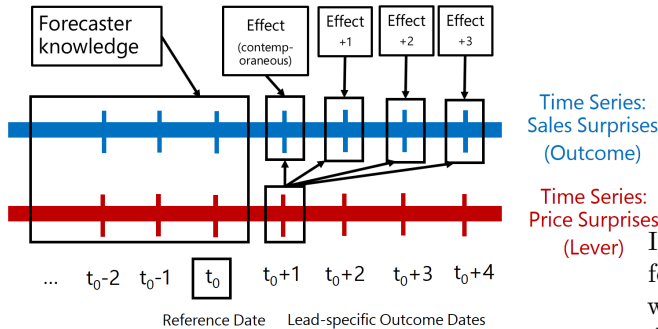 Forecaster
knowledge
Effect
(contemp-
oraneous)
Effect
+1
Effect
+2
Effect
+3
Time Series:
Sales Surprises
(Outcome)
Time Series:
Price Surprises
(Lever)
... t₀-2 t₀-1 t₀ t₀+1 t₀+2 t₀+3 t₀+4
Reference Date Lead-specific Outcome Dates